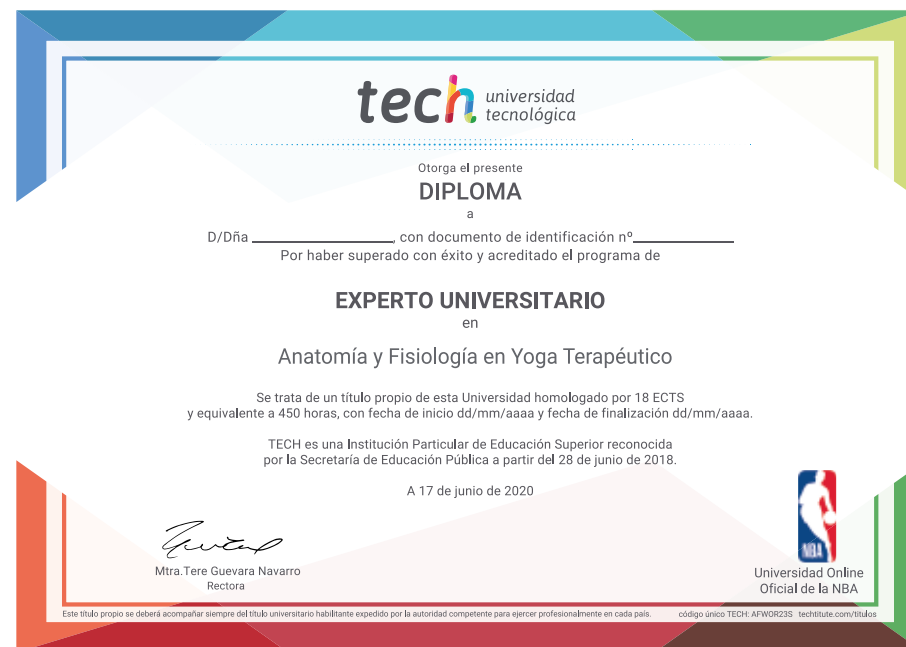 tech universidad
tecnológica
Otorga el presente
DIPLOMA
a
D/Dña ____________________, con documento de identificación nº______________
Por haber superado con éxito y acreditado el programa de
EXPERTO UNIVERSITARIO
en
Anatomía y Fisiología en Yoga Terapéutico
Se trata de un título propio de esta Universidad homologado por 18 ECTS
y equivalente a 450 horas, con fecha de inicio dd/mm/aaaa y fecha de finalización dd/mm/aaaa.
TECH es una Institución Particular de Educación Superior reconocida
por la Secretaría de Educación Pública a partir del 28 de junio de 2018.
A 17 de junio de 2020
Mtra.Tere Guevara Navarro
Rectora
NBA
Universidad Online
Oficial de la NBA
Este título propio se deberá acompañar siempre del título universitario habilitante expedido por la autoridad competente para ejercer profesionalmente en cada país. código único TECH: AFWOR23S techtitute.com/titulos